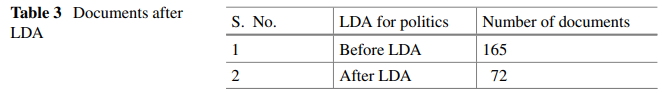 Table 3 Documents after
LDA
S. No. LDA for politics Number of documents
1 Before LDA 165
2 After LDA 72